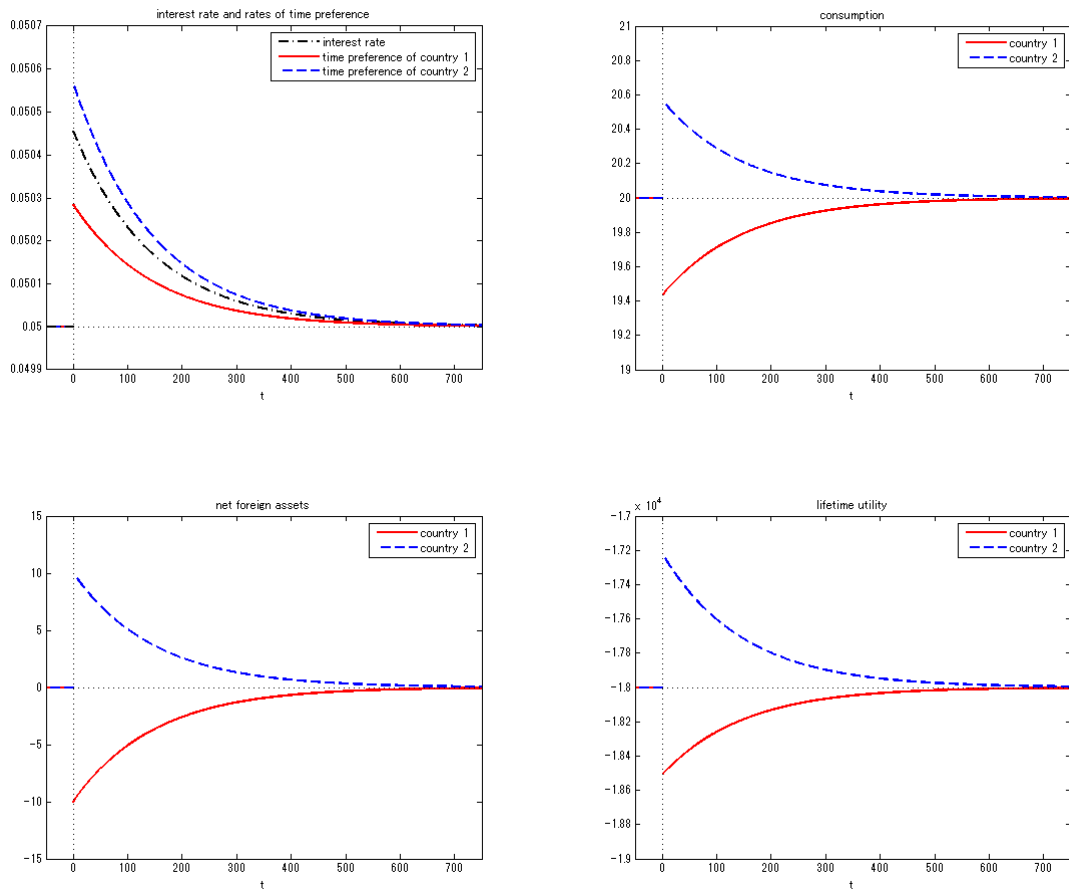 interest rate and rates of time preference
0.0507
0.0506
0.0505
0.0504
0.0503
0.0502
0.0501
0.05
0.0499
0 100 200 300 400 500 600 700
t
interest rate
time preference of country 1
time preference of country 2
consumption
21
20.8
20.6
20.4
20.2
20
19.8
19.6
19.4
19.2
19
0 100 200 300 400 500 600 700
t
country 1
country 2
net foreign assets
15
10
5
0
-5
-10
-15
0 100 200 300 400 500 600 700
t
country 1
country 2
lifetime utility
x 10^4
-1.7
-1.72
-1.74
-1.76
-1.78
-1.8
-1.82
-1.84
-1.86
-1.88
-1.9
0 100 200 300 400 500 600 700
t
country 1
country 2